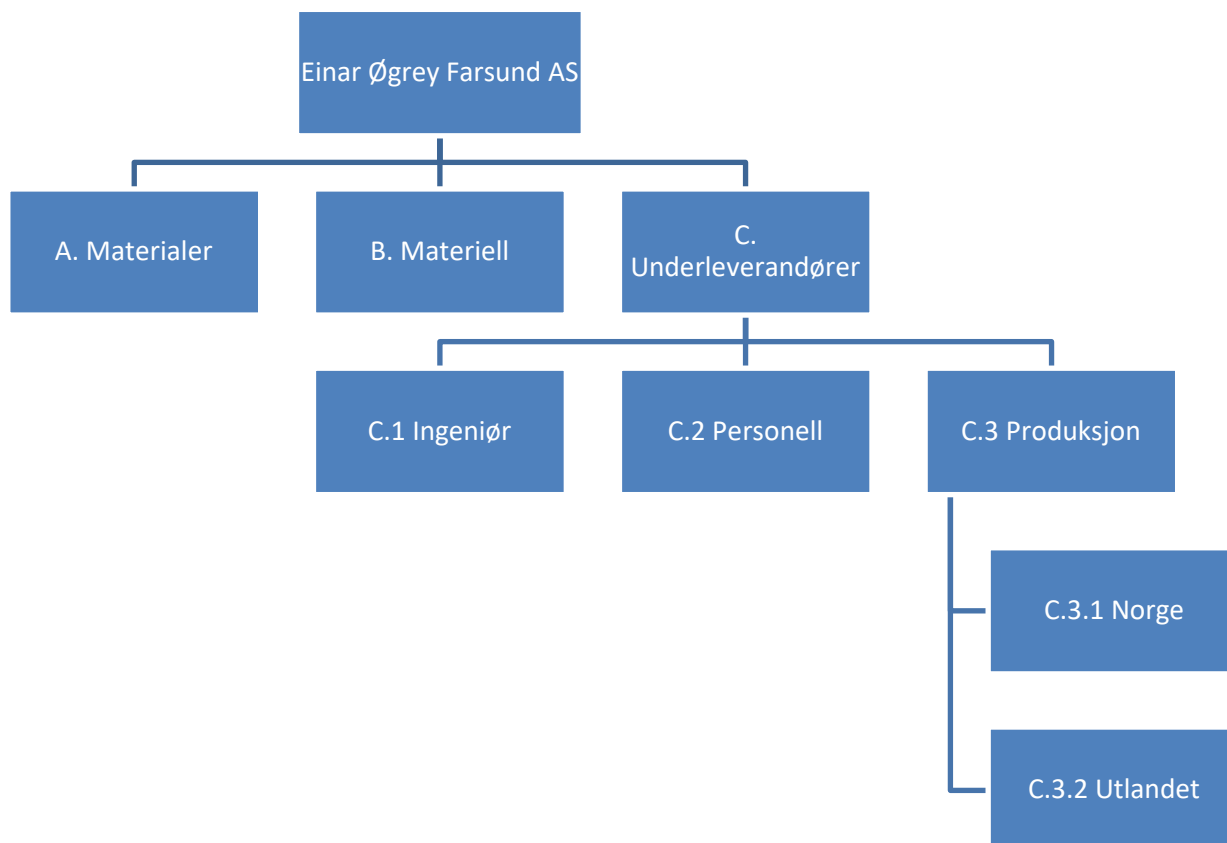 Einar Øgrey Farsund AS
A. Materialer
B. Materiell
C.
Underleverandører
C.1 Ingeniør
C.2 Personell
C.3 Produksjon
C.3.1 Norge
C.3.2 Utlandet